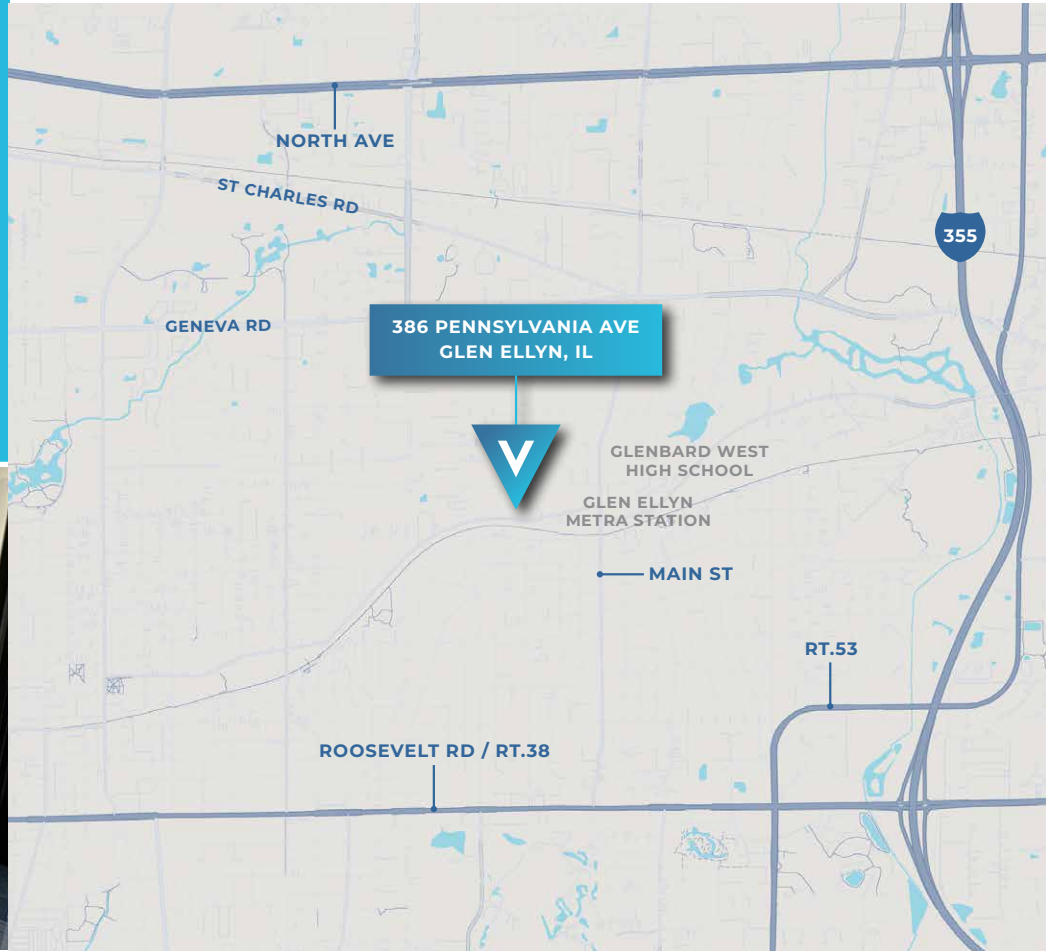 NORTH AVE
ST CHARLES RD
355
GENEVA RD
386 PENNSYLVANIA AVE
GLEN ELLYN, IL
V
GLENBARD WEST
HIGH SCHOOL
GLEN ELLYN
METRA STATION
MAIN ST
RT.53
ROOSEVELT RD / RT.38